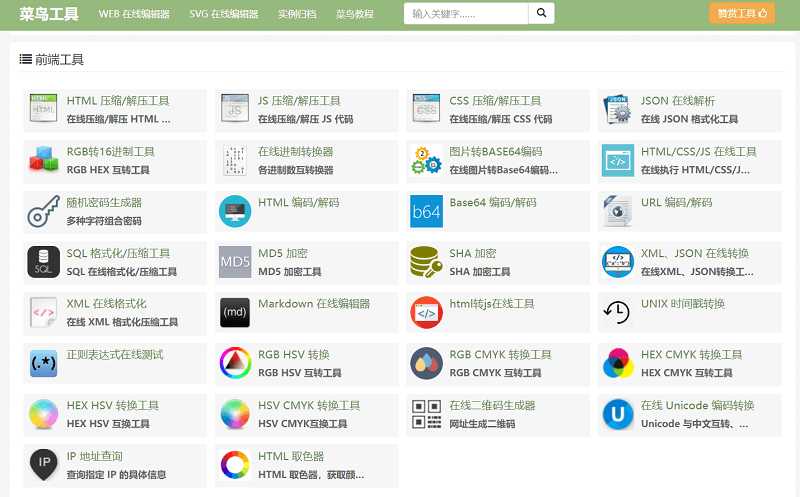 菜鸟工具 WEB 在线编辑器 SVG 在线编辑器 实例归档 菜鸟教程 输入关键字...... 赞赏工具
前端工具
HTML 压缩/解压工具
在线压缩/解压 HTML ...
JS 压缩/解压工具
在线压缩/解压 JS 代码
CSS 压缩/解压工具
在线压缩/解压 CSS 代码
JSON
JSON 在线解析
在线 JSON 格式化工具
RGB转16进制工具
RGB HEX 互转工具
在线进制转换器
各进制数互转换器
图片转BASE64编码
在线图片转Base64编码...
HTML/CSS/JS 在线工具
在线执行 HTML/CSS/J...
随机密码生成器
多种字符组合密码
HTML 编码/解码
b64
Base64 编码/解码
URL 编码/解码
SQL
SQL 格式化/压缩工具
SQL 在线格式化/压缩工具
MD5
MD5 加密
MD5 加密工具
SHA 加密
SHA 加密工具
XML、JSON 在线转换
在线XML、JSON转换工...
</>
XML 在线格式化
在线 XML 格式化压缩工具
(md)
Markdown 在线编辑器
</>
html转js在线工具
UNIX 时间戳转换
(.*)
正则表达式在线测试
RGB HSV 转换
RGB HSV 互转工具
RGB CMYK 转换工具
RGB CMYK 互转工具
HEX CMYK 转换工具
HEX CMYK 互转工具
HEX HSV 转换工具
HEX HSV 互换工具
HSV CMYK 转换工具
HSV CMYK互换工具
在线二维码生成器
网址生成二维码
U
在线 Unicode 编码转换
Unicode 与中文互转、...
IP
IP 地址查询
查询指定 IP 的具体信息
HTML 取色器
HTML 取色器，获取颜...